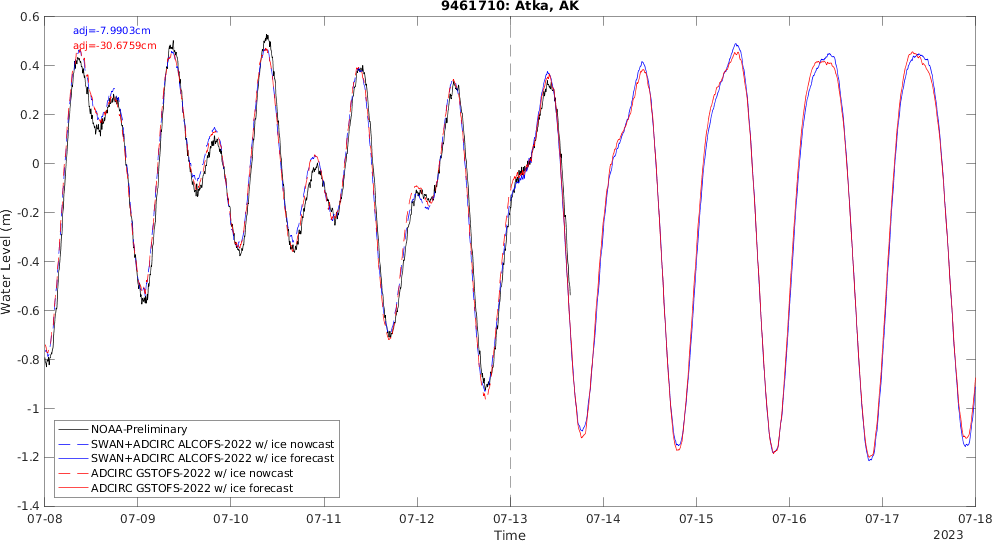 9461710: Atka, AK
adj=-7.9903cm
adj=-30.6759cm
Water Level (m)
0.6
0.4
0.2
0
-0.2
-0.4
-0.6
-0.8
-1
-1.2
-1.4
NOAA-Preliminary
SWAN+ADCIRC ALCOFS-2022 w/ ice nowcast
SWAN+ADCIRC ALCOFS-2022 w/ ice forecast
ADCIRC GSTOFS-2022 w/ ice nowcast
ADCIRC GSTOFS-2022 w/ ice forecast
07-08 07-09 07-10 07-11 07-12 07-13 07-14 07-15 07-16 07-17 07-18
Time
2023